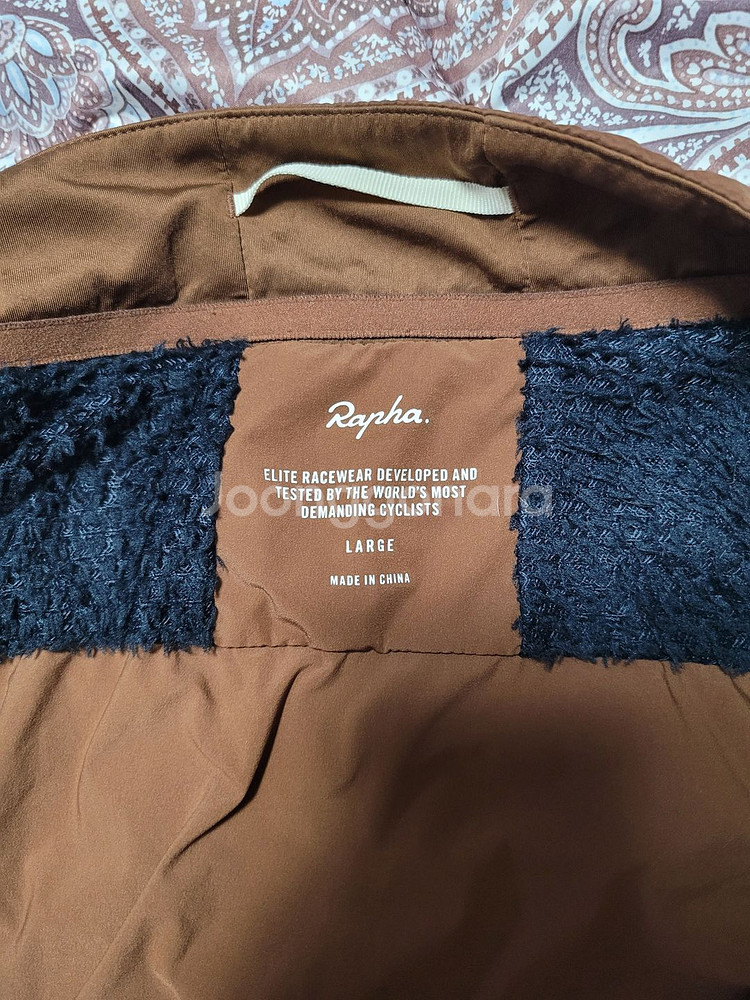 Rapha.
ELITE RACEWEAR DEVELOPED AND
TESTED BY THE WORLD'S MOST
DEMANDING CYCLISTS
LARGE
MADE IN CHINA